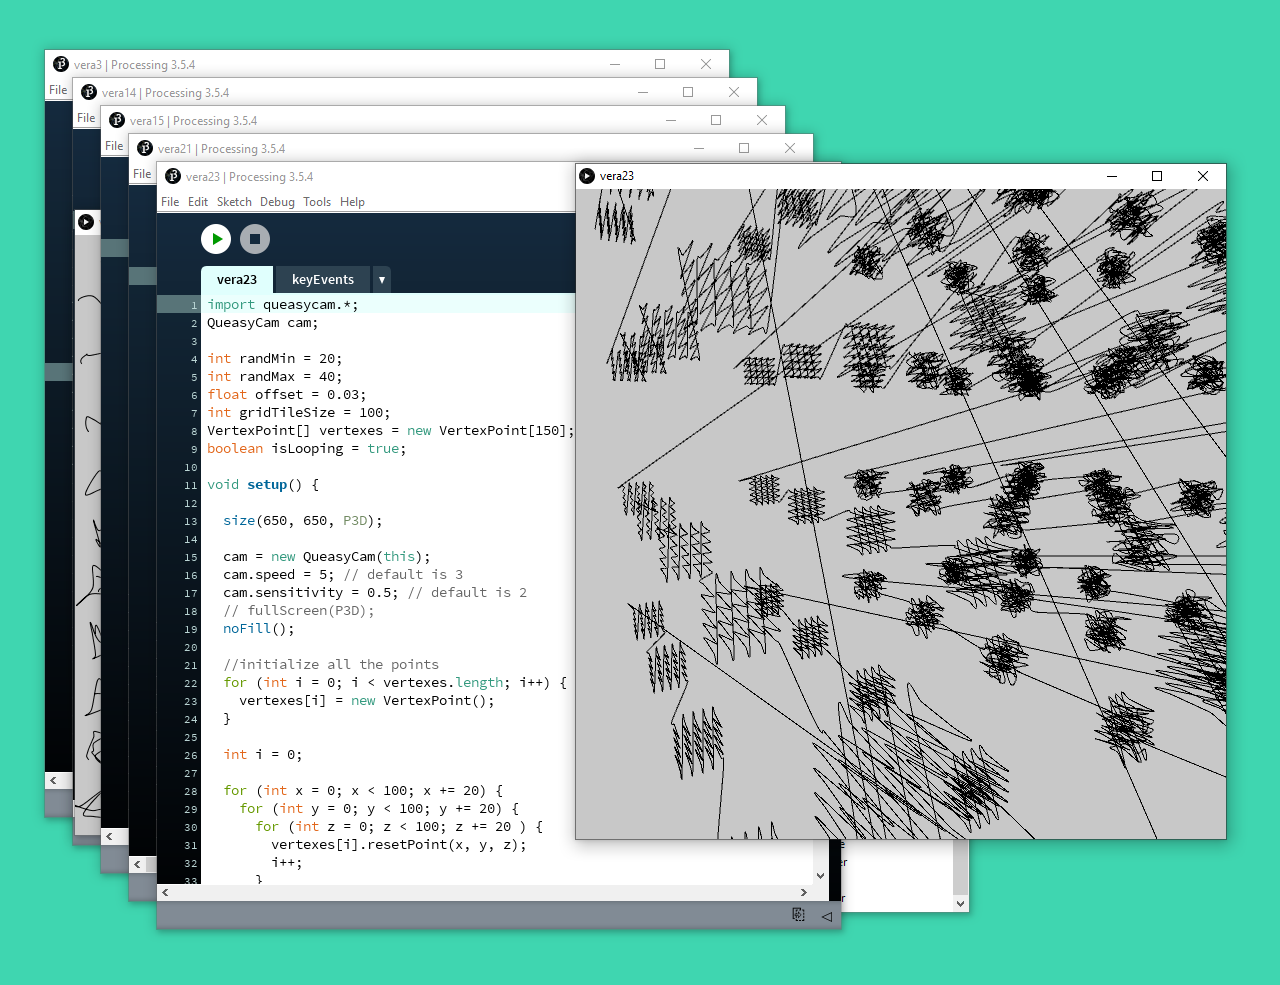 vera3 | Processing 3.5.4
File
vera14 | Processing 3.5.4
File
vera15 | Processing 3.5.4
File
vera21 | Processing 3.5.4
File
vera23 | Processing 3.5.4
File Edit Sketch Debug Tools Help
vera23 keyEvents
1 import queasycam.*;
2 QueasyCam cam;
3
4 int randMin = 20;
5 int randMax = 40;
6 float offset = 0.03;
7 int gridTileSize = 100;
8 VertexPoint[] vertexes = new VertexPoint[150];
9 boolean isLooping = true;
10
11 void setup() {
12
13 size(650, 650, P3D);
14
15 cam = new QueasyCam(this);
16 cam.speed = 5; // default is 3
17 cam.sensitivity = 0.5; // default is 2
18 // fullScreen(P3D);
19 noFill();
20
21 //initialize all the points
22 for (int i = 0; i < vertexes.length; i++) {
23 vertexes[i] = new VertexPoint();
24 }
25
26 int i = 0;
27
28 for (int x = 0; x < 100; x += 20) {
29 for (int y = 0; y < 100; y += 20) {
30 for (int z = 0; z < 100; z += 20 ) {
31 vertexes[i].resetPoint(x, y, z);
32 i++;
33 }
vera23